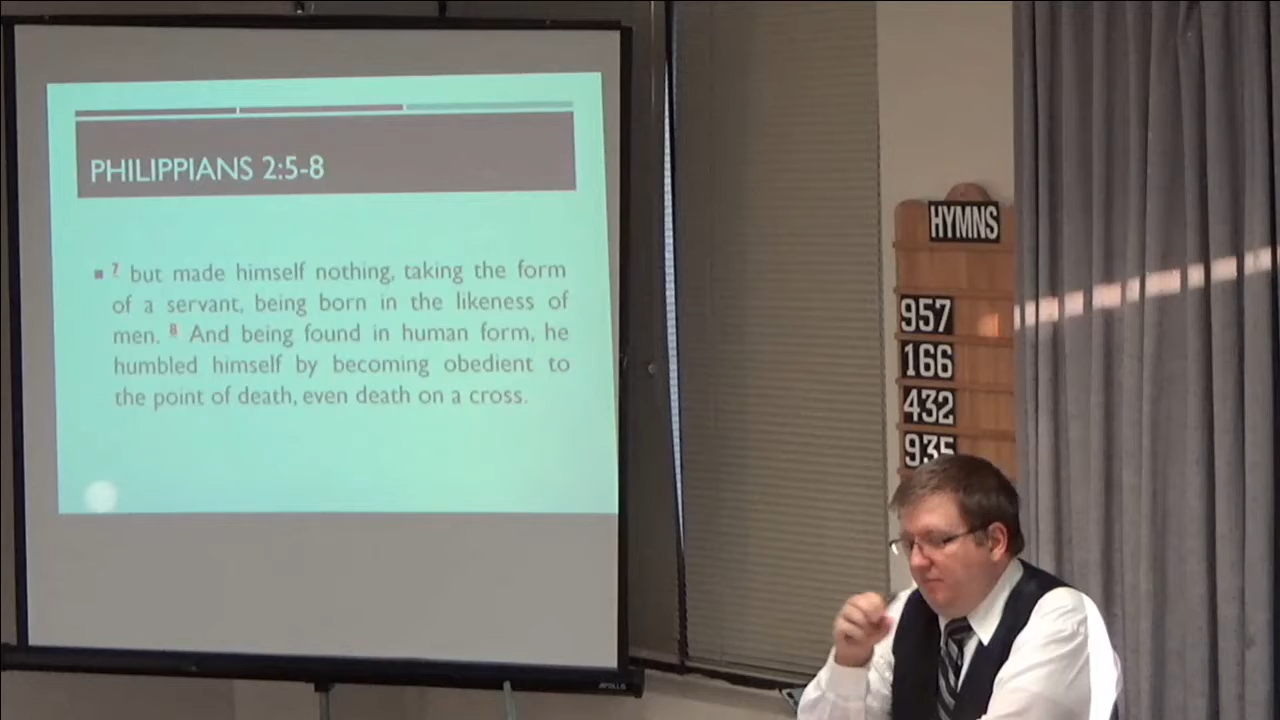 PHILIPPIANS 2:5-8
7 but made himself nothing, taking the form
of a servant, being born in the likeness of
men. 8 And being found in human form, he
humbled himself by becoming obedient to
the point of death, even death on a cross.
HYMNS
957
166
432
935
APOLLO